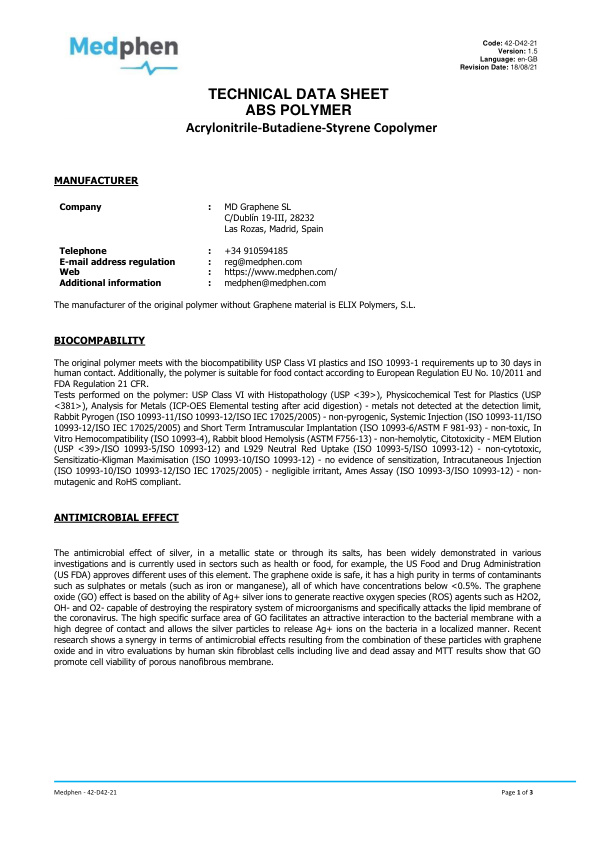 Medphen
Code: 42-D42-21
Version: 1.5
Language: en-GB
Revision Date: 18/08/21
TECHNICAL DATA SHEET
ABS POLYMER
Acrylonitrile-Butadiene-Styrene Copolymer
MANUFACTURER
Company : MD Graphene SL
C/Dublín 19-III, 28232
Las Rozas, Madrid, Spain
Telephone : +34 910594185
E-mail address regulation : reg@medphen.com
Web : https://www.medphen.com/
Additional information : medphen@medphen.com
The manufacturer of the original polymer without Graphene material is ELIX Polymers, S.L.
BIOCOMPABILITY
The original polymer meets with the biocompatibility USP Class VI plastics and ISO 10993-1 requirements up to 30 days in
human contact. Additionally, the polymer is suitable for food contact according to European Regulation EU No. 10/2011 and
FDA Regulation 21 CFR.
Tests performed on the polymer: USP Class VI with Histopathology (USP <39>), Physicochemical Test for Plastics (USP
<381>), Analysis for Metals (ICP-OES Elemental testing after acid digestion) - metals not detected at the detection limit,
Rabbit Pyrogen (ISO 10993-11/ISO 10993-12/ISO IEC 17025/2005) - non-pyrogenic, Systemic Injection (ISO 10993-11/ISO
10993-12/ISO IEC 17025/2005) and Short Term Intramuscular Implantation (ISO 10993-6/ASTM F 981-93) - non-toxic, In
Vitro Hemocompatibility (ISO 10993-4), Rabbit blood Hemolysis (ASTM F756-13) - non-hemolytic, Citotoxicity - MEM Elution
(USP <39>/ISO 10993-5/ISO 10993-12) and L929 Neutral Red Uptake (ISO 10993-5/ISO 10993-12) - non-cytotoxic,
Sensitizatio-Kligman Maximisation (ISO 10993-10/ISO 10993-12) - no evidence of sensitization, Intracutaneous Injection
(ISO 10993-10/ISO 10993-12/ISO IEC 17025/2005) - negligible irritant, Ames Assay (ISO 10993-3/ISO 10993-12) - non-
mutagenic and RoHS compliant.
ANTIMICROBIAL EFFECT
The antimicrobial effect of silver, in a metallic state or through its salts, has been widely demonstrated in various
investigations and is currently used in sectors such as health or food, for example, the US Food and Drug Administration
(US FDA) approves different uses of this element. The graphene oxide is safe, it has a high purity in terms of contaminants
such as sulphates or metals (such as iron or manganese), all of which have concentrations below <0.5%. The graphene
oxide (GO) effect is based on the ability of Ag+ silver ions to generate reactive oxygen species (ROS) agents such as H2O2,
OH- and O2- capable of destroying the respiratory system of microorganisms and specifically attacks the lipid membrane of
the coronavirus. The high specific surface area of GO facilitates an attractive interaction to the bacterial membrane with a
high degree of contact and allows the silver particles to release Ag+ ions on the bacteria in a localized manner. Recent
research shows a synergy in terms of antimicrobial effects resulting from the combination of these particles with graphene
oxide and in vitro evaluations by human skin fibroblast cells including live and dead assay and MTT results show that GO
promote cell viability of porous nanofibrous membrane.
Medphen - 42-D42-21
Page 1 of 3